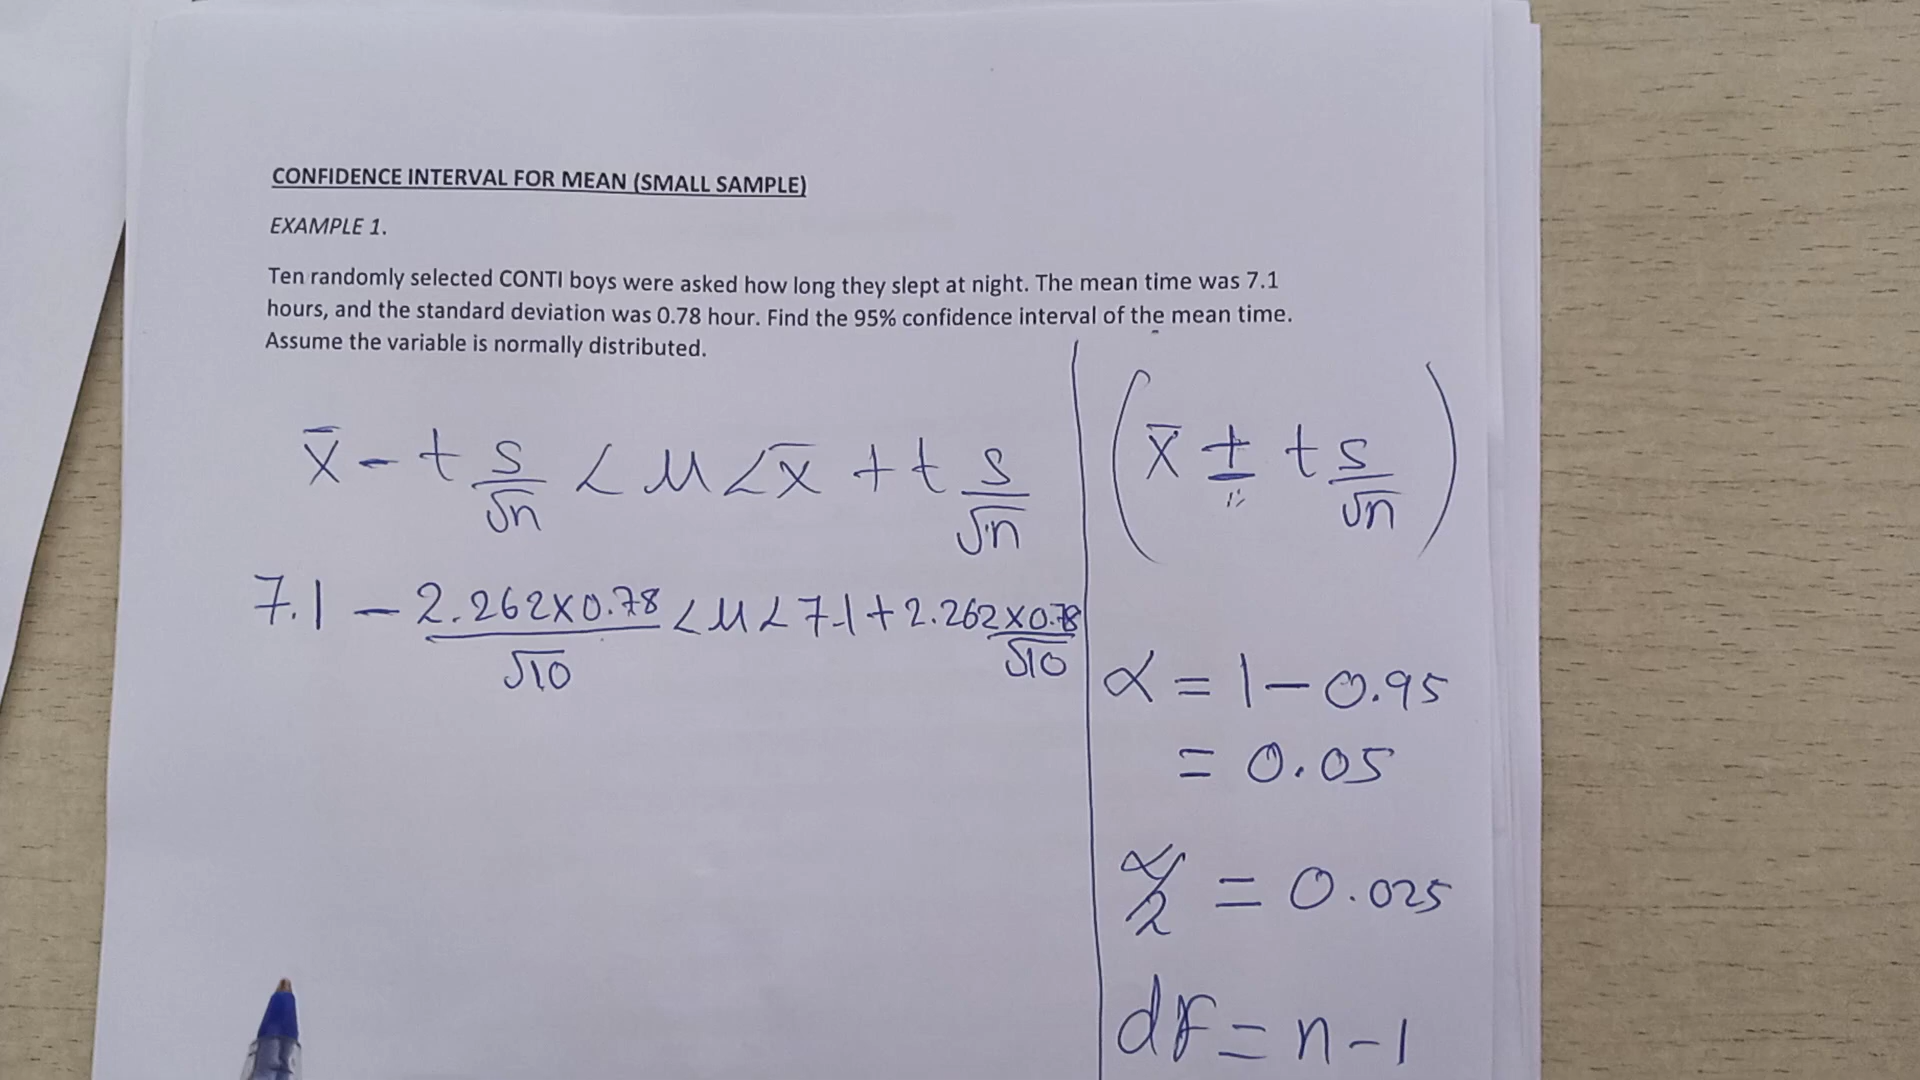 CONFIDENCE INTERVAL FOR MEAN (SMALL SAMPLE)
EXAMPLE 1.
Ten randomly selected CONTI boys were asked how long they slept at night. The mean time was 7.1
hours, and the standard deviation was 0.78 hour. Find the 95% confidence interval of the mean time.
Assume the variable is normally distributed.
x̄ - t s/√n < μ < x̄ + t s/√n
7.1 - 2.262×0.78/√10 < μ < 7.1 + 2.262×0.78/√10
(x̄ ± t s/√n)
α = 1 - 0.95
= 0.05
α/2 = 0.025
df = n - 1